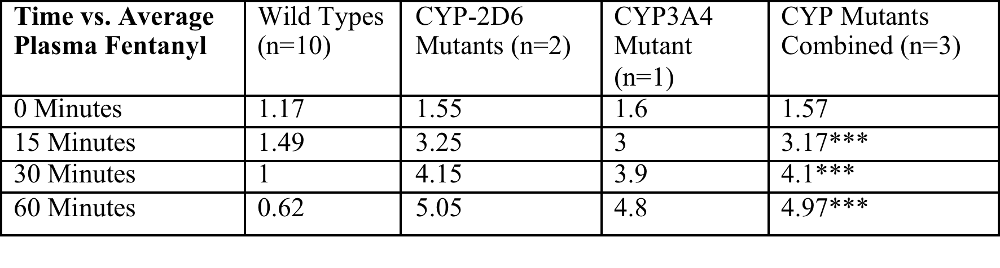 Time vs. Average Plasma Fentanyl | Wild Types (n=10) | CYP-2D6 Mutants (n=2) | CYP3A4 Mutant (n=1) | CYP Mutants Combined (n=3)
0 Minutes | 1.17 | 1.55 | 1.6 | 1.57
15 Minutes | 1.49 | 3.25 | 3 | 3.17***
30 Minutes | 1 | 4.15 | 3.9 | 4.1***
60 Minutes | 0.62 | 5.05 | 4.8 | 4.97***